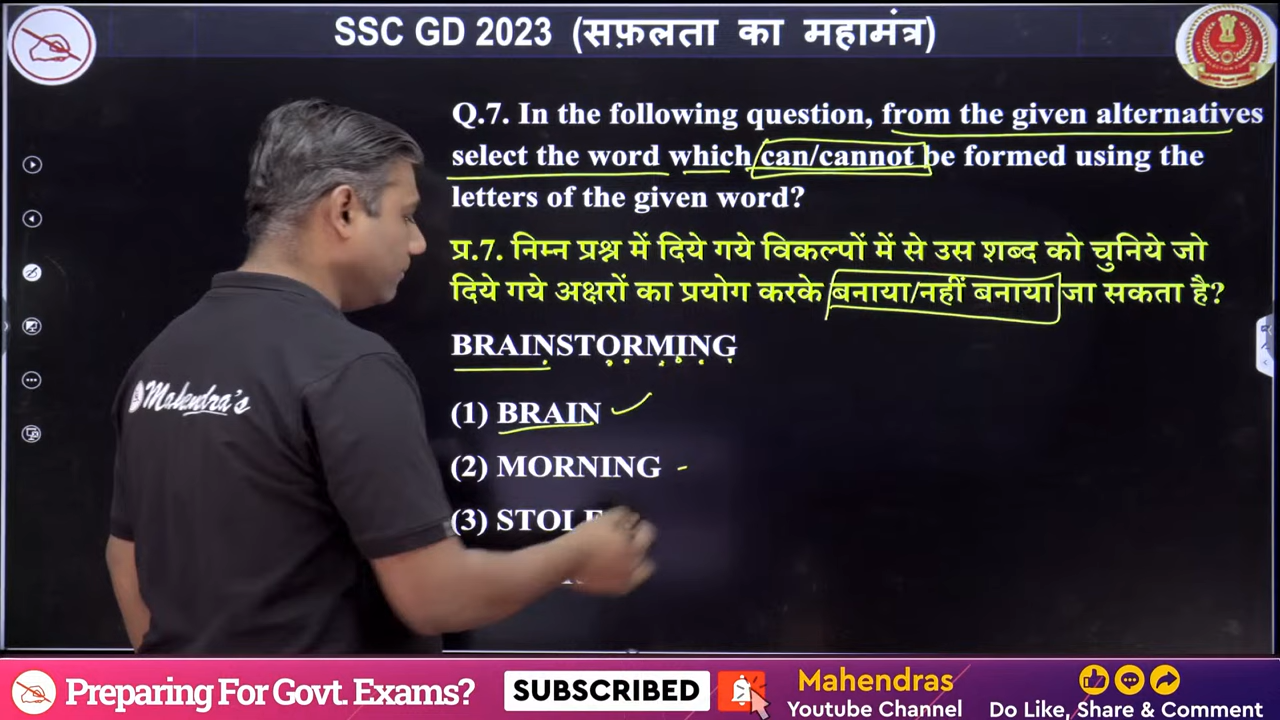 SSC GD 2023 (सफ़लता का महामंत्र)
Q.7. In the following question, from the given alternatives
select the word which can/cannot be formed using the
letters of the given word?
प्र.7. निम्न प्रश्न में दिये गये विकल्पों में से उस शब्द को चुनिये जो
दिये गये अक्षरों का प्रयोग करके बनाया/नहीं बनाया जा सकता है?
BRAINSTORMING
(1) BRAIN
(2) MORNING
(3) STOLE
Mahendra's
Preparing For Govt. Exams?
SUBSCRIBED
Mahendras
Youtube Channel
Do Like, Share & Comment